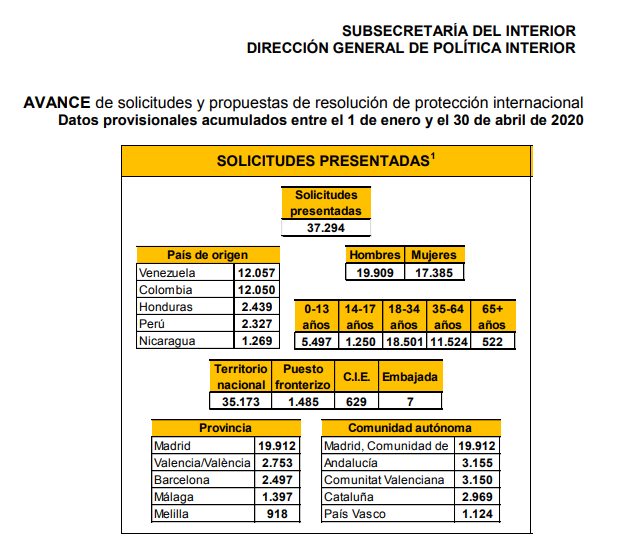 SUBSECRETARÍA DEL INTERIOR
DIRECCIÓN GENERAL DE POLÍTICA INTERIOR
AVANCE de solicitudes y propuestas de resolución de protección internacional
Datos provisionales acumulados entre el 1 de enero y el 30 de abril de 2020
SOLICITUDES PRESENTADAS¹
Solicitudes
presentadas
37.294
País de origen
Venezuela 12.057
Colombia 12.050
Honduras 2.439
Perú 2.327
Nicaragua 1.269
Hombres Mujeres
19.909 17.385
0-13 14-17 18-34 35-64 65+
años años años años años
5.497 1.250 18.501 11.524 522
Territorio Puesto C.I.E. Embajada
nacional fronterizo
35.173 1.485 629 7
Provincia
Madrid 19.912
Valencia/València 2.753
Barcelona 2.497
Málaga 1.397
Melilla 918
Comunidad autónoma
Madrid, Comunidad de 19.912
Andalucía 3.155
Comunitat Valenciana 3.150
Cataluña 2.969
País Vasco 1.124